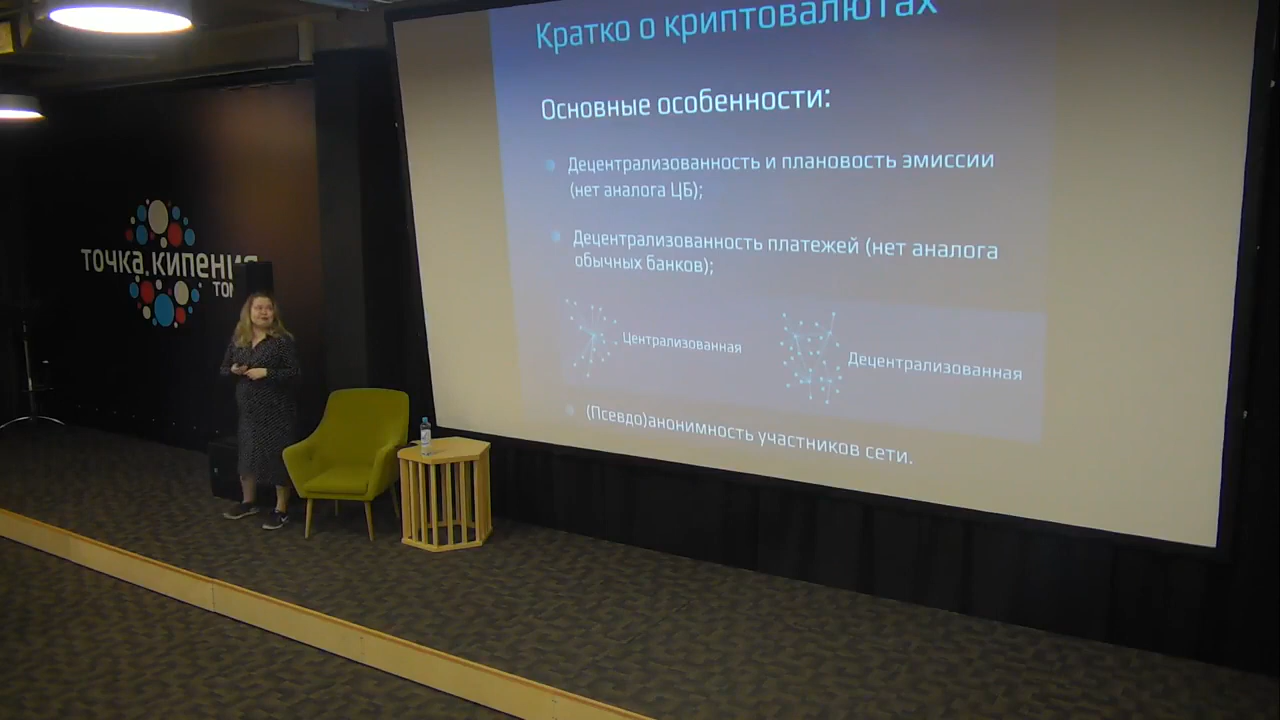 Кратко о криптовалютах
Основные особенности:
Децентрализованность и плановость эмиссии
(нет аналога ЦБ);
Децентрализованность платежей (нет аналога
обычных банков);
Централизованная
Децентрализованная
(Псевдо)анонимность участников сети.
точка.кипения